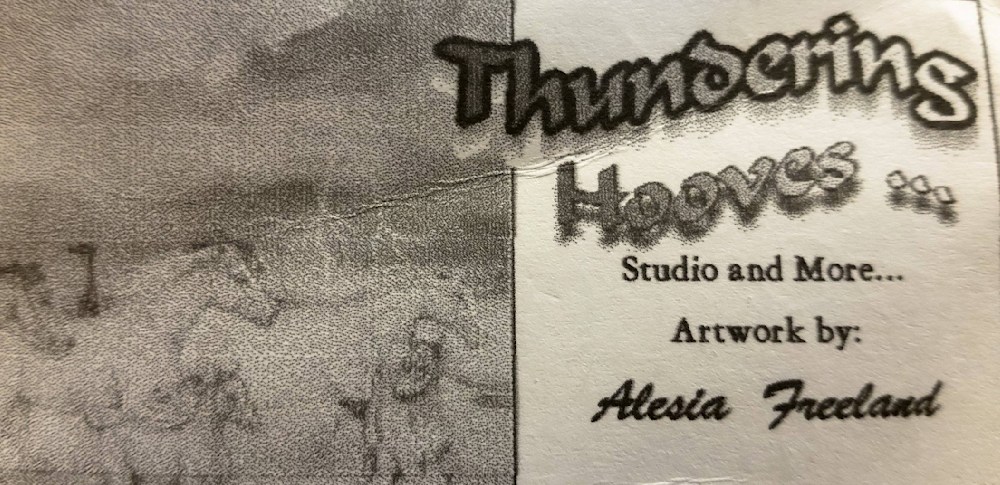 Thundering
Hooves ...
Studio and More...
Artwork by:
Alesia Freeland